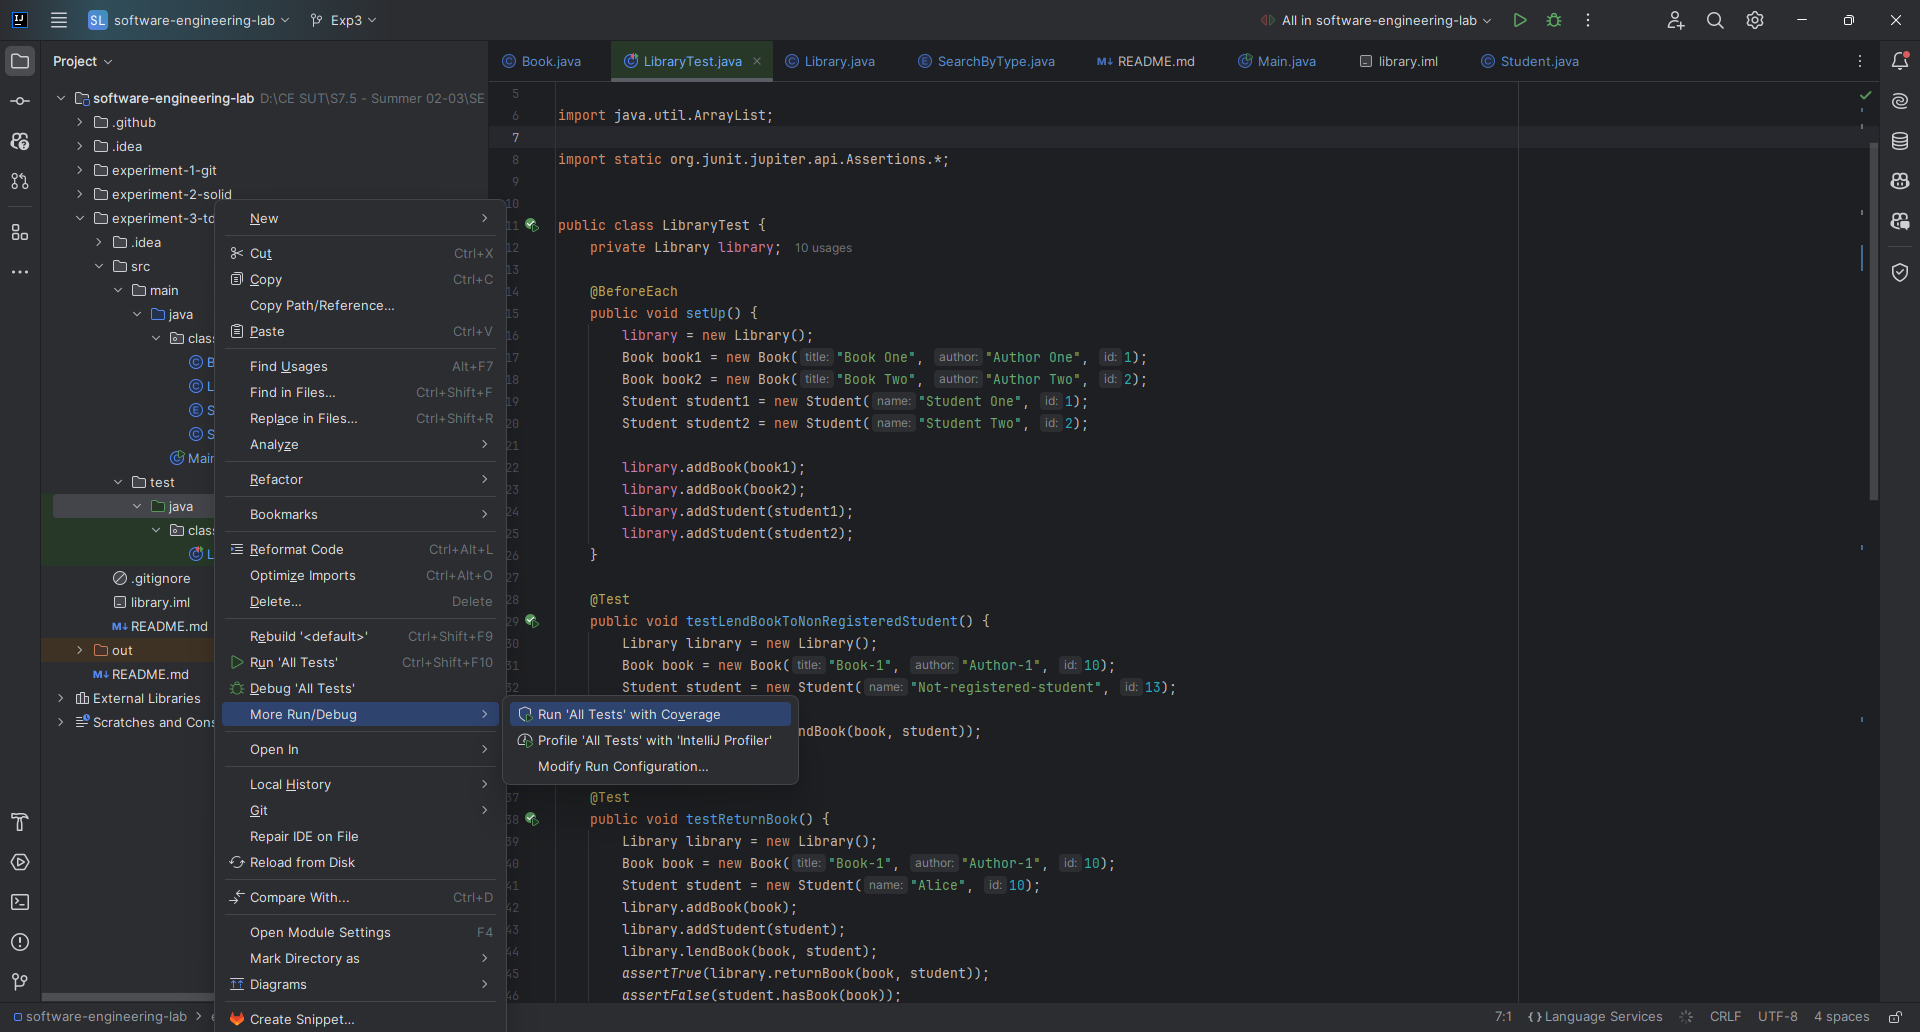 SL software-engineering-lab Exp3 All in software-engineering-lab
Project
Book.java LibraryTest.java Library.java SearchByType.java README.md Main.java library.iml Student.java
software-engineering-lab D:\CE SUT\S7.5 - Summer 02-03\SE
.github
.idea
experiment-1-git
experiment-2-solid
experiment-3-td
.idea
src
main
java
class
B
L
S
S
Main
test
java
class
L
.gitignore
library.iml
README.md
out
README.md
External Libraries
Scratches and Cons
New
Cut Ctrl+X
Copy Ctrl+C
Copy Path/Reference...
Paste Ctrl+V
Find Usages Alt+F7
Find in Files... Ctrl+Shift+F
Replace in Files... Ctrl+Shift+R
Analyze
Refactor
Bookmarks
Reformat Code Ctrl+Alt+L
Optimize Imports Ctrl+Alt+O
Delete... Delete
Rebuild '<default>' Ctrl+Shift+F9
Run 'All Tests' Ctrl+Shift+F10
Debug 'All Tests'
More Run/Debug
Open In
Local History
Git
Repair IDE on File
Reload from Disk
Compare With... Ctrl+D
Open Module Settings F4
Mark Directory as
Diagrams
Create Snippet...
Run 'All Tests' with Coverage
Profile 'All Tests' with 'IntelliJ Profiler'
Modify Run Configuration...
5
6 import java.util.ArrayList;
7
8 import static org.junit.jupiter.api.Assertions.*;
9
10
11 public class LibraryTest {
12 private Library library; 10 usages
13
14 @BeforeEach
15 public void setUp() {
16 library = new Library();
17 Book book1 = new Book( title: "Book One", author: "Author One", id: 1);
18 Book book2 = new Book( title: "Book Two", author: "Author Two", id: 2);
19 Student student1 = new Student( name: "Student One", id: 1);
20 Student student2 = new Student( name: "Student Two", id: 2);
21
22 library.addBook(book1);
23 library.addBook(book2);
24 library.addStudent(student1);
25 library.addStudent(student2);
26 }
27
28 @Test
29 public void testLendBookToNonRegisteredStudent() {
30 Library library = new Library();
31 Book book = new Book( title: "Book-1", author: "Author-1", id: 10);
32 Student student = new Student( name: "Not-registered-student", id: 13);
ndBook(book, student));
37 @Test
38 public void testReturnBook() {
39 Library library = new Library();
40 Book book = new Book( title: "Book-1", author: "Author-1", id: 10);
41 Student student = new Student( name: "Alice", id: 10);
42 library.addBook(book);
43 library.addStudent(student);
44 library.lendBook(book, student);
45 assertTrue(library.returnBook(book, student));
46 assertFalse(student.hasBook(book));
software-engineering-lab > e
7:1 {} Language Services CRLF UTF-8 4 spaces